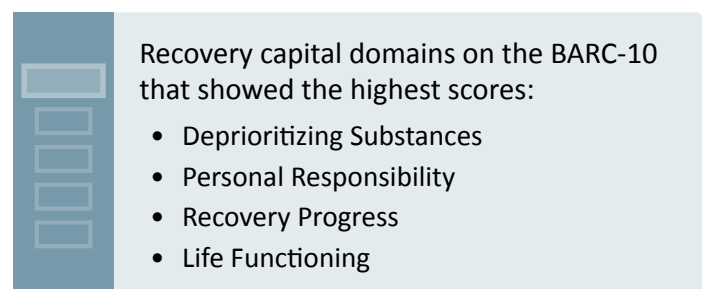 Recovery capital domains on the BARC-10
that showed the highest scores:
• Deprioritizing Substances
• Personal Responsibility
• Recovery Progress
• Life Functioning